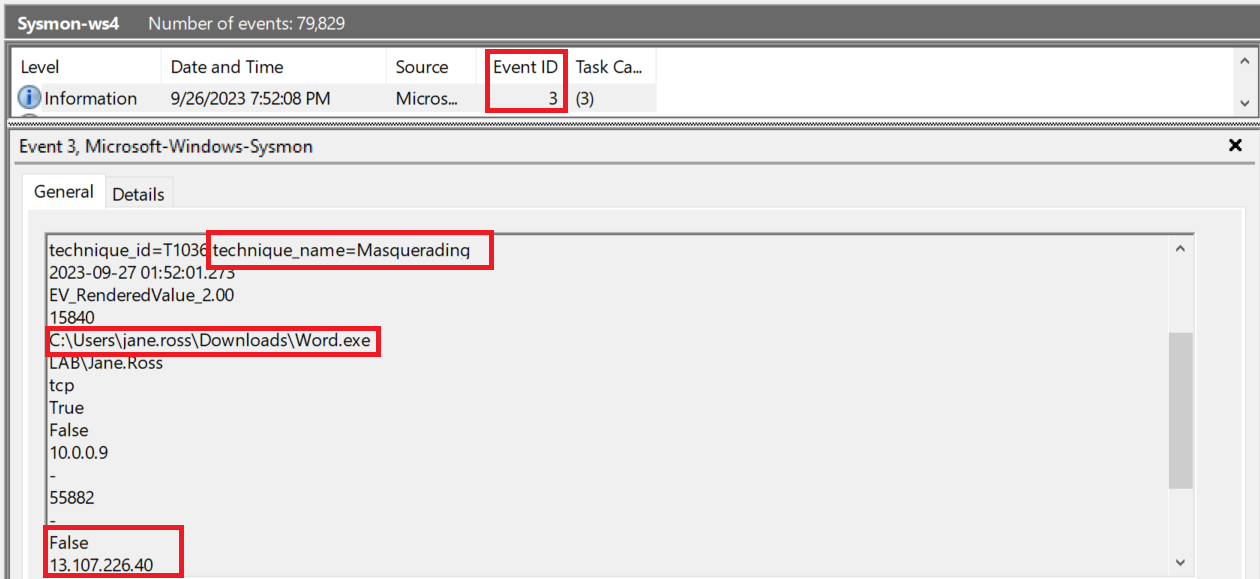 Sysmon-ws4 Number of events: 79,829
Level Date and Time Source Event ID Task Ca...
Information 9/26/2023 7:52:08 PM Micros... 3 (3)
Event 3, Microsoft-Windows-Sysmon
General Details
technique_id=T1036,technique_name=Masquerading
2023-09-27 01:52:01.273
EV_RenderedValue_2.00
15840
C:\Users\jane.ross\Downloads\Word.exe
LAB\Jane.Ross
tcp
True
False
10.0.0.9
-
55882
-
False
13.107.226.40